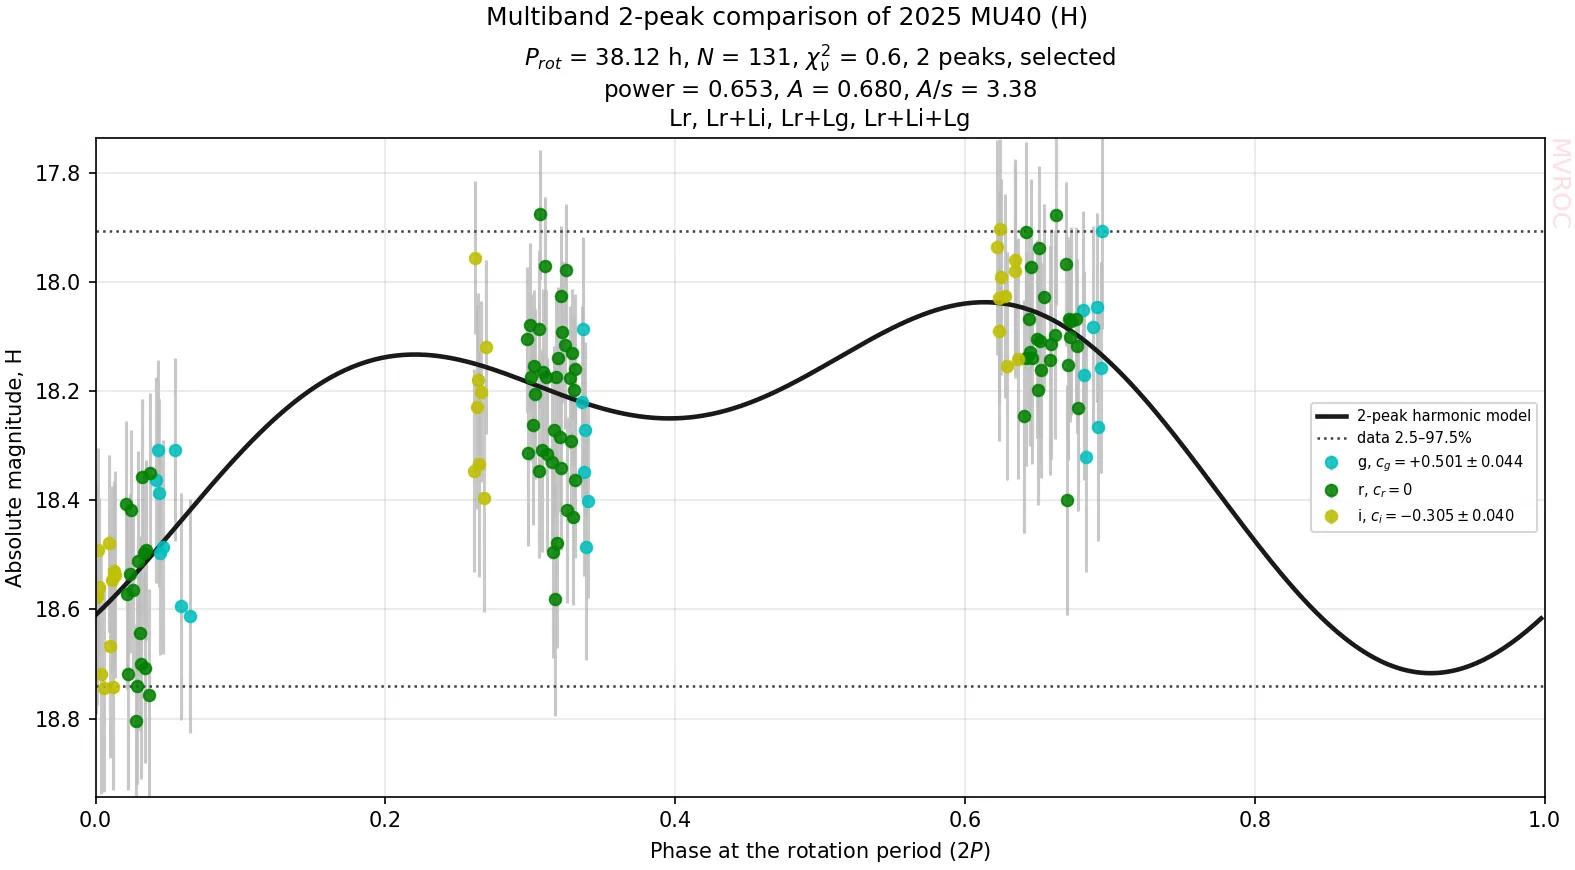 Multiband 2-peak comparison of 2025 MU40 (H)
P_rot = 38.12 h, N = 131, χ²_ν = 0.6, 2 peaks, selected
power = 0.653, A = 0.680, A/s = 3.38
Lr, Lr+Li, Lr+Lg, Lr+Li+Lg
MVROC
Absolute magnitude, H
17.8
18.0
18.2
18.4
18.6
18.8
2-peak harmonic model
data 2.5–97.5%
g, c_g = +0.501 ± 0.044
r, c_r = 0
i, c_i = −0.305 ± 0.040
0.0 0.2 0.4 0.6 0.8 1.0
Phase at the rotation period (2P)